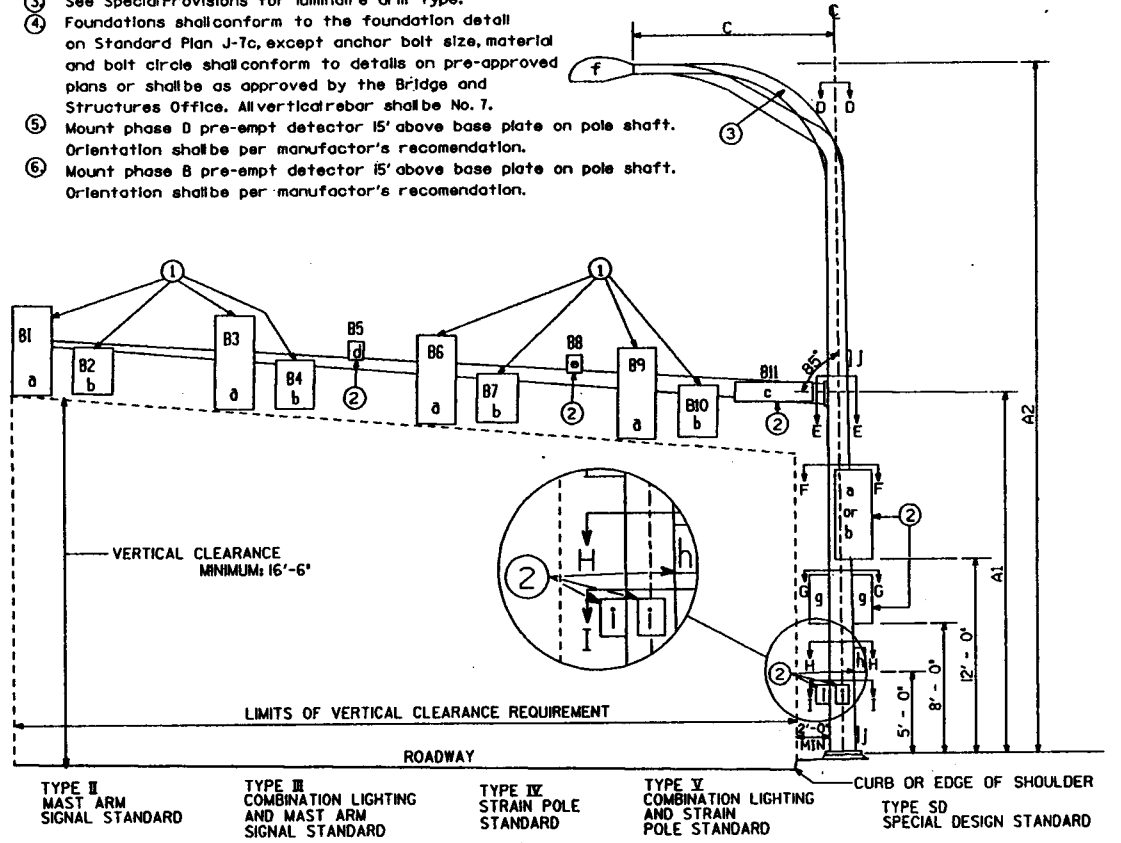 ③ See Special Provisions for luminaire arm type.
④ Foundations shall conform to the foundation detail
on Standard Plan J-7c, except anchor bolt size, material
and bolt circle shall conform to details on pre-approved
plans or shall be as approved by the Bridge and
Structures Office. All vertical rebar shall be No. 7.
⑤ Mount phase D pre-empt detector 15' above base plate on pole shaft.
Orientation shall be per manufactor's recomendation.
⑥ Mount phase B pre-empt detector 15' above base plate on pole shaft.
Orientation shall be per manufactor's recomendation.
℄
C
f
D D
③
① ①
B1
a
B2
b
B3
a
B4
b
B5
d
②
B6
a
B7
b
B8
e
②
B9
a
B10
b
B11
c
②
85°
J
E E
A2
A1
F F
a
or
b
②
G G
g g
H
h
②
I
i i
H H
h
②
I I
i i
j
12' - 0"
8' - 0"
5' - 0"
2'-0"
MIN
VERTICAL CLEARANCE
MINIMUM: 16'-6"
LIMITS OF VERTICAL CLEARANCE REQUIREMENT
ROADWAY
CURB OR EDGE OF SHOULDER
TYPE II
MAST ARM
SIGNAL STANDARD
TYPE III
COMBINATION LIGHTING
AND MAST ARM
SIGNAL STANDARD
TYPE IV
STRAIN POLE
STANDARD
TYPE V
COMBINATION LIGHTING
AND STRAIN
POLE STANDARD
TYPE SD
SPECIAL DESIGN STANDARD